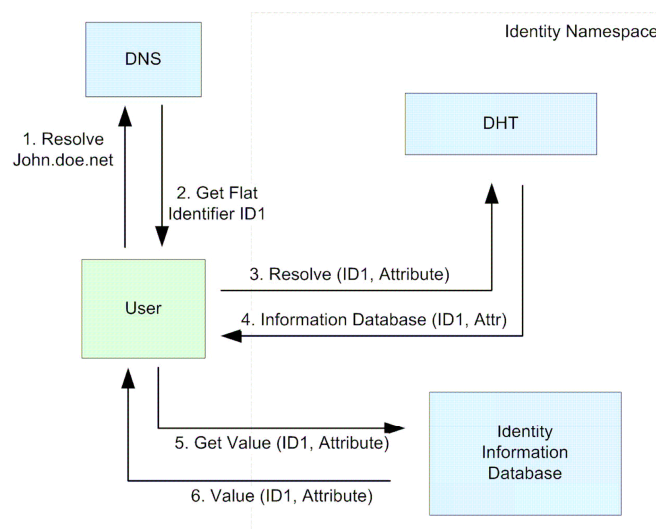 Identity Namespace
DNS
DHT
1. Resolve
John.doe.net
2. Get Flat
Identifier ID1
3. Resolve (ID1, Attribute)
User
4. Information Database (ID1, Attr)
5. Get Value (ID1, Attribute)
Identity
Information
Database
6. Value (ID1, Attribute)